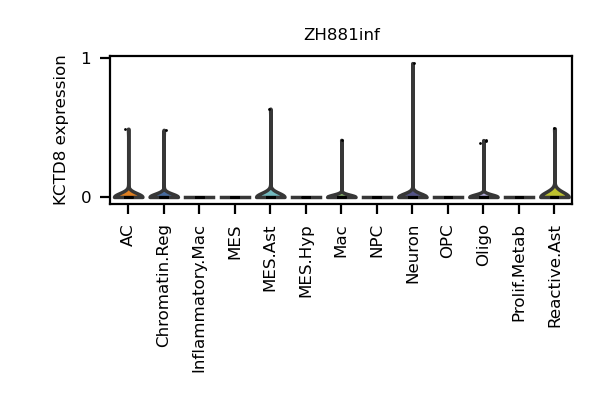 ZH881inf
KCTD8 expression
1
0
AC
Chromatin.Reg
Inflammatory.Mac
MES
MES.Ast
MES.Hyp
Mac
NPC
Neuron
OPC
Oligo
Prolif.Metab
Reactive.Ast